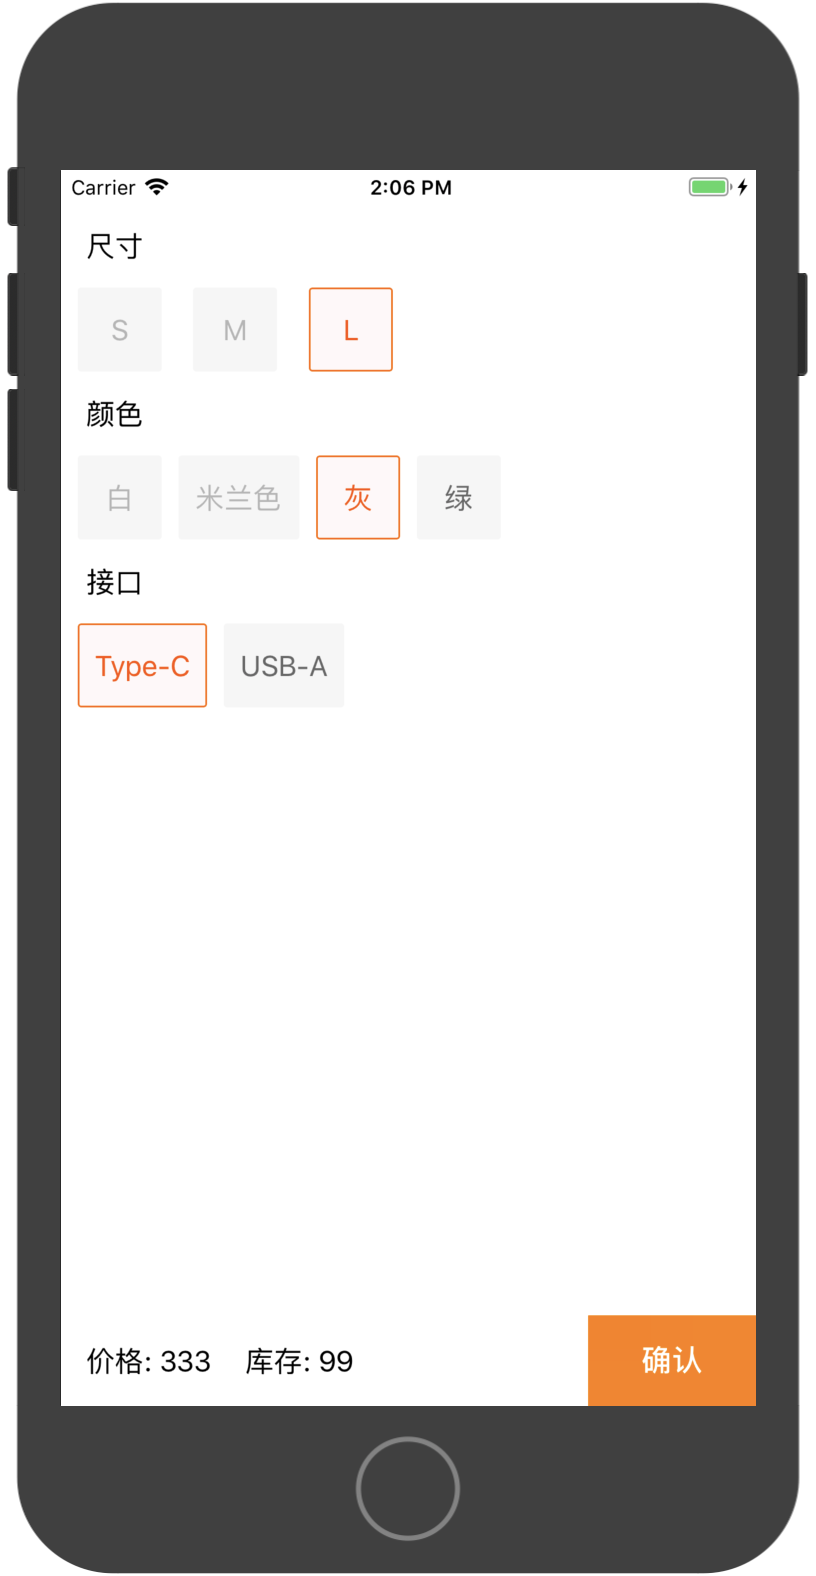 Carrier 2:06 PM
尺寸
S M L
颜色
白 米兰色 灰 绿
接口
Type-C USB-A
价格: 333 库存: 99 确认